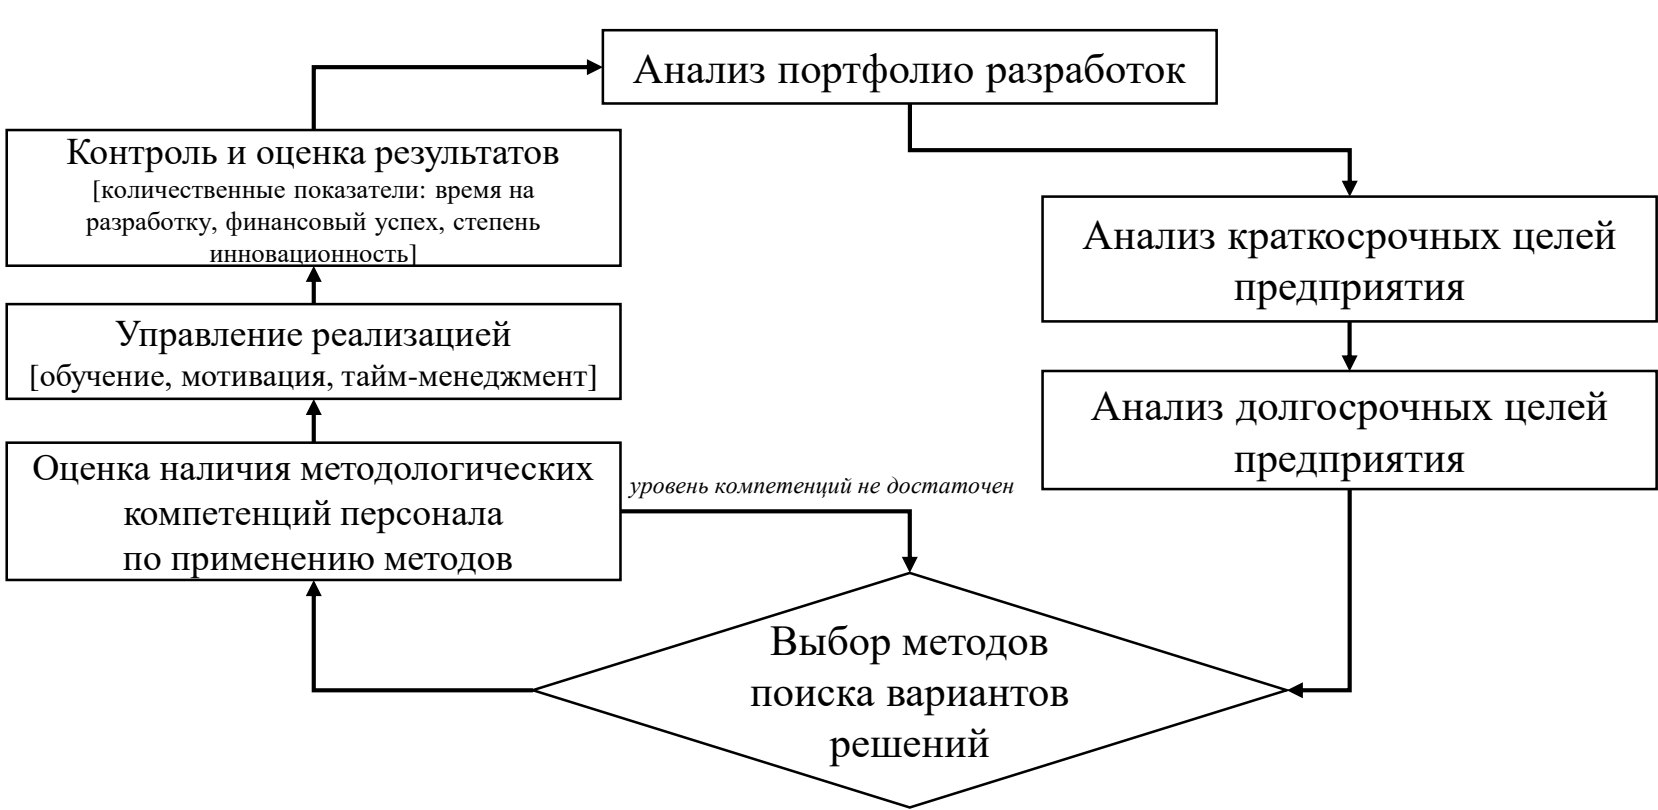 Анализ портфолио разработок
Контроль и оценка результатов
[количественные показатели: время на
разработку, финансовый успех, степень
инновационность]
Анализ краткосрочных целей
предприятия
Управление реализацией
[обучение, мотивация, тайм-менеджмент]
Анализ долгосрочных целей
предприятия
Оценка наличия методологических
компетенций персонала
по применению методов
уровень компетенций не достаточен
Выбор методов
поиска вариантов
решений